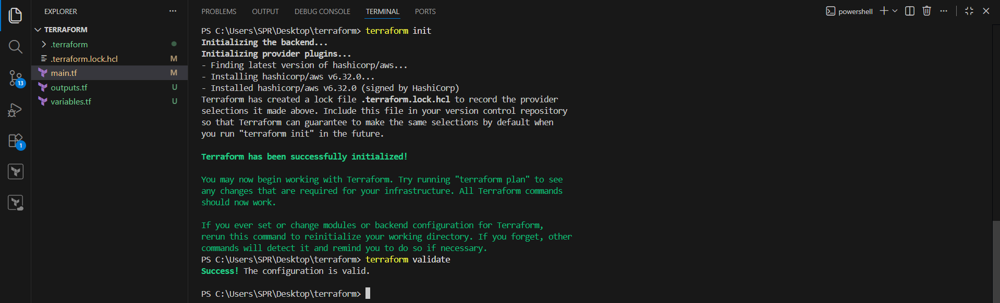 EXPLORER
TERRAFORM
.terraform
.terraform.lock.hcl M
main.tf M
outputs.tf U
variables.tf U
13
1
PROBLEMS OUTPUT DEBUG CONSOLE TERMINAL PORTS
powershell
PS C:\Users\SPR\Desktop\terraform> terraform init
Initializing the backend...
Initializing provider plugins...
- Finding latest version of hashicorp/aws...
- Installing hashicorp/aws v6.32.0...
- Installed hashicorp/aws v6.32.0 (signed by HashiCorp)
Terraform has created a lock file .terraform.lock.hcl to record the provider
selections it made above. Include this file in your version control repository
so that Terraform can guarantee to make the same selections by default when
you run "terraform init" in the future.
Terraform has been successfully initialized!
You may now begin working with Terraform. Try running "terraform plan" to see
any changes that are required for your infrastructure. All Terraform commands
should now work.
If you ever set or change modules or backend configuration for Terraform,
rerun this command to reinitialize your working directory. If you forget, other
commands will detect it and remind you to do so if necessary.
PS C:\Users\SPR\Desktop\terraform> terraform validate
Success! The configuration is valid.
PS C:\Users\SPR\Desktop\terraform>